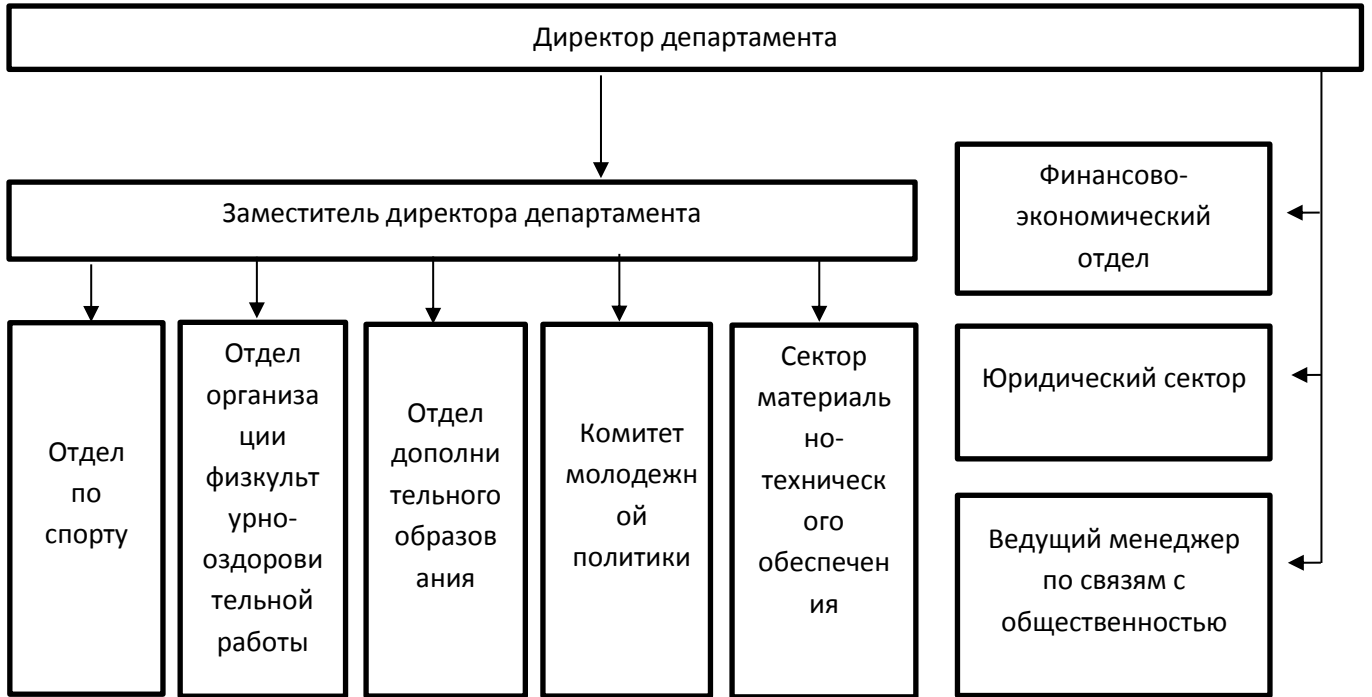 Директор департамента
Заместитель директора департамента
Финансово-
экономический
отдел
Юридический сектор
Ведущий менеджер
по связям с
общественностью
Отдел
по
спорту
Отдел
организа
ции
физкульт
урно-
оздорови
тельной
работы
Отдел
дополни
тельного
образов
ания
Комитет
молодежн
ой
политики
Сектор
материаль
но-
техническ
ого
обеспечен
ия